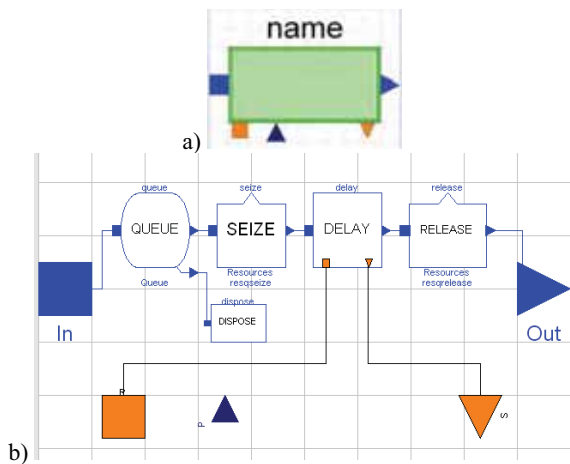 name
a)
queue
seize
delay
release
QUEUE
SEIZE
DELAY
RELEASE
Queue
Resources
resqseize
Resources
resqrelease
dispose
DISPOSE
In
Out
R
P
S
b)